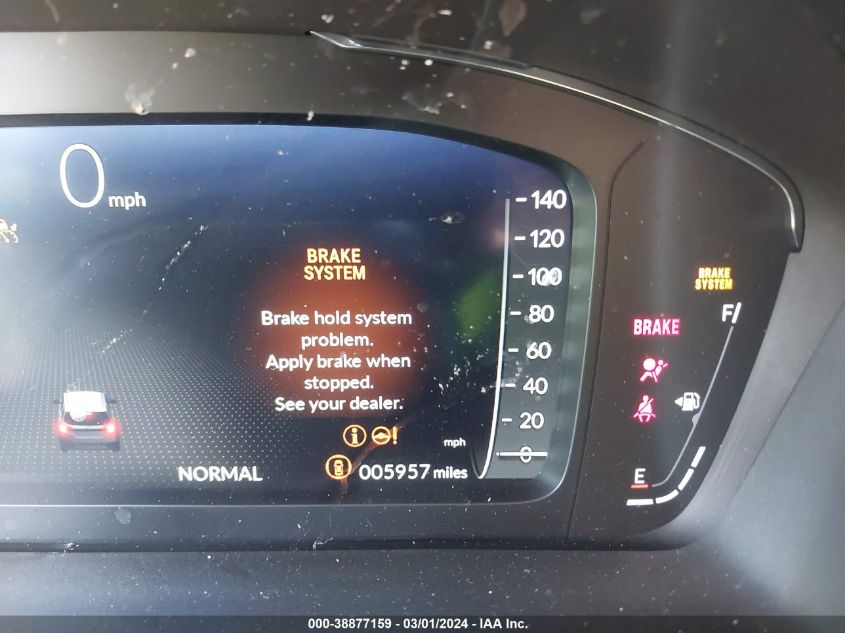 0 mph
BRAKE
SYSTEM
Brake hold system
problem.
Apply brake when
stopped.
See your dealer.
i !
NORMAL
005957 miles
mph
140
120
100
80
60
40
20
0
BRAKE
SYSTEM
F
BRAKE
E
000-38877159 - 03/01/2024 - IAA Inc.